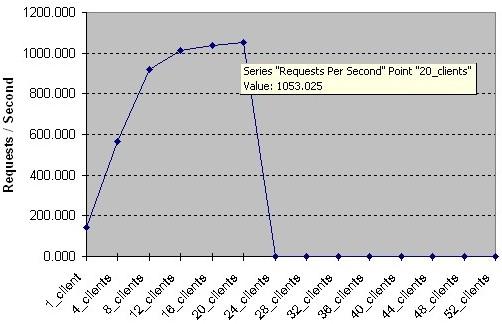 1200.000
1000.000
Series "Requests Per Second" Point "20_clients"
Value: 1053.025
800.000
600.000
400.000
200.000
0.000
Requests / Second
1_client
4_clients
8_clients
12_clients
16_clients
20_clients
24_clients
28_clients
32_clients
36_clients
40_clients
44_clients
48_clients
52_clients